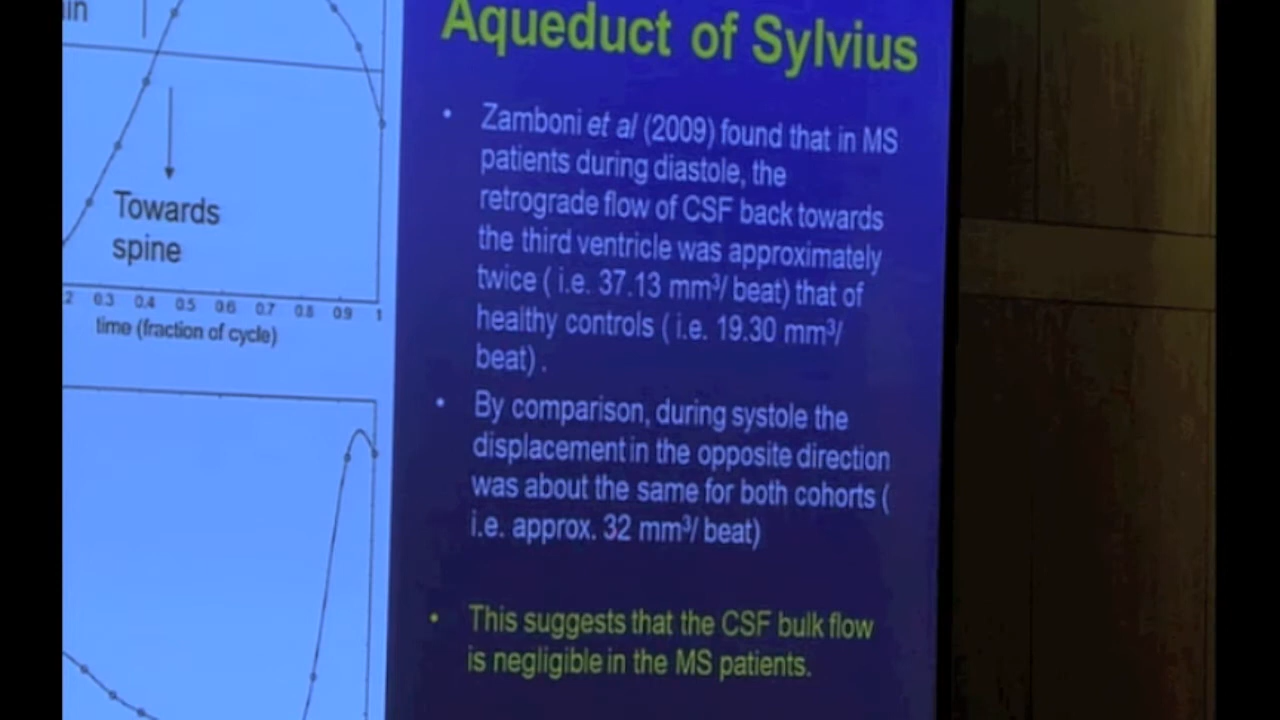 Aqueduct of Sylvius
• Zamboni et al (2009) found that in MS
patients during diastole, the
retrograde flow of CSF back towards
the third ventricle was approximately
twice ( i.e. 37.13 mm³/ beat) that of
healthy controls ( i.e. 19.30 mm³/
beat) .
• By comparison, during systole the
displacement in the opposite direction
was about the same for both cohorts (
i.e. approx. 32 mm³/ beat)
• This suggests that the CSF bulk flow
is negligible in the MS patients.
Towards
spine
0.3 0.4 0.5 0.6 0.7 0.8 0.9 1
time (fraction of cycle)